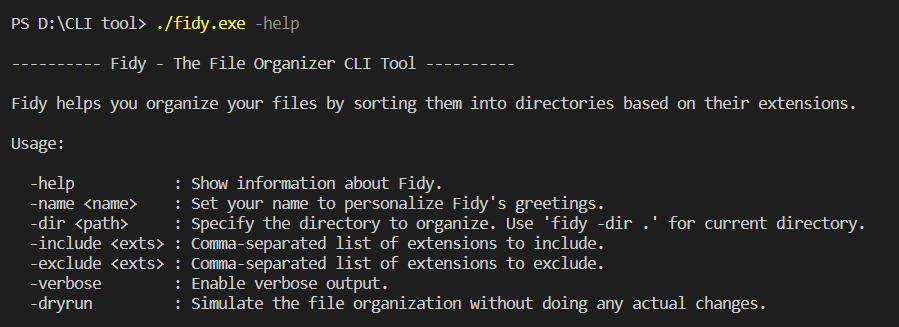 PS D:\CLI tool> ./fidy.exe -help
---------- Fidy - The File Organizer CLI Tool ----------
Fidy helps you organize your files by sorting them into directories based on their extensions.
Usage:
-help : Show information about Fidy.
-name <name> : Set your name to personalize Fidy's greetings.
-dir <path> : Specify the directory to organize. Use 'fidy -dir .' for current directory.
-include <exts> : Comma-separated list of extensions to include.
-exclude <exts> : Comma-separated list of extensions to exclude.
-verbose : Enable verbose output.
-dryrun : Simulate the file organization without doing any actual changes.